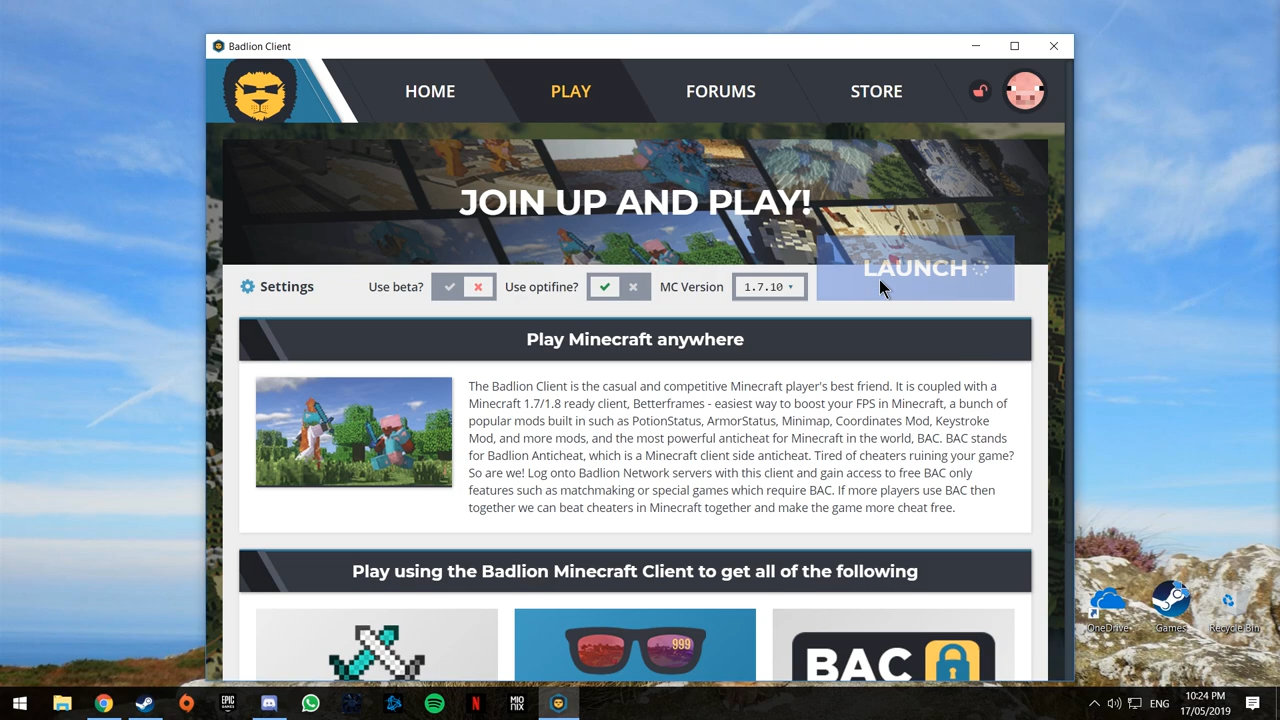 Badlion Client
HOME PLAY FORUMS STORE
JOIN UP AND PLAY!
Settings Use beta? Use optifine? MC Version 1.7.10 LAUNCH
Play Minecraft anywhere
The Badlion Client is the casual and competitive Minecraft player's best friend. It is coupled with a
Minecraft 1.7/1.8 ready client, Betterframes - easiest way to boost your FPS in Minecraft, a bunch of
popular mods built in such as PotionStatus, ArmorStatus, Minimap, Coordinates Mod, Keystroke
Mod, and more mods, and the most powerful anticheat for Minecraft in the world, BAC. BAC stands
for Badlion Anticheat, which is a Minecraft client side anticheat. Tired of cheaters ruining your game?
So are we! Log onto Badlion Network servers with this client and gain access to free BAC only
features such as matchmaking or special games which require BAC. If more players use BAC then
together we can beat cheaters in Minecraft together and make the game more cheat free.
Play using the Badlion Minecraft Client to get all of the following
999
BAC
OneDrive Games Recycle Bin
EPIC GAMES
MIO
NIX
ENG
10:24 PM
17/05/2019